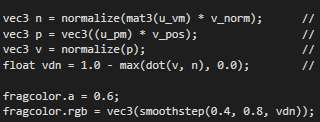 vec3 n = normalize(mat3(u_vm) * v_norm); //
vec3 p = vec3((u_pm) * v_pos); //
vec3 v = normalize(p); //
float vdn = 1.0 - max(dot(v, n), 0.0); //
fragcolor.a = 0.6;
fragcolor.rgb = vec3(smoothstep(0.4, 0.8, vdn));